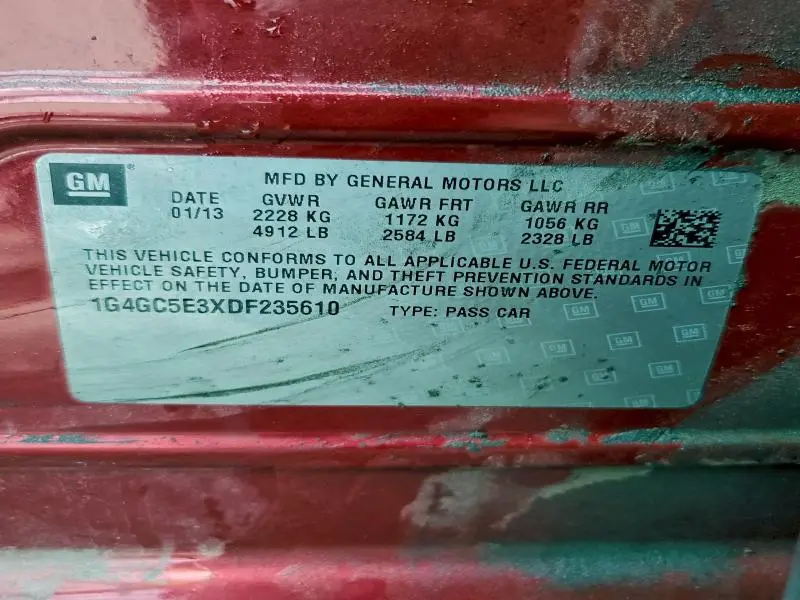 GM ®
MFD BY GENERAL MOTORS LLC
DATE GVWR GAWR FRT GAWR RR
01/13 2228 KG 1172 KG 1056 KG
4912 LB 2584 LB 2328 LB
THIS VEHICLE CONFORMS TO ALL APPLICABLE U.S. FEDERAL MOTOR
VEHICLE SAFETY, BUMPER, AND THEFT PREVENTION STANDARDS IN
EFFECT ON THE DATE OF MANUFACTURE SHOWN ABOVE.
1G4GC5E3XDF235610 TYPE: PASS CAR